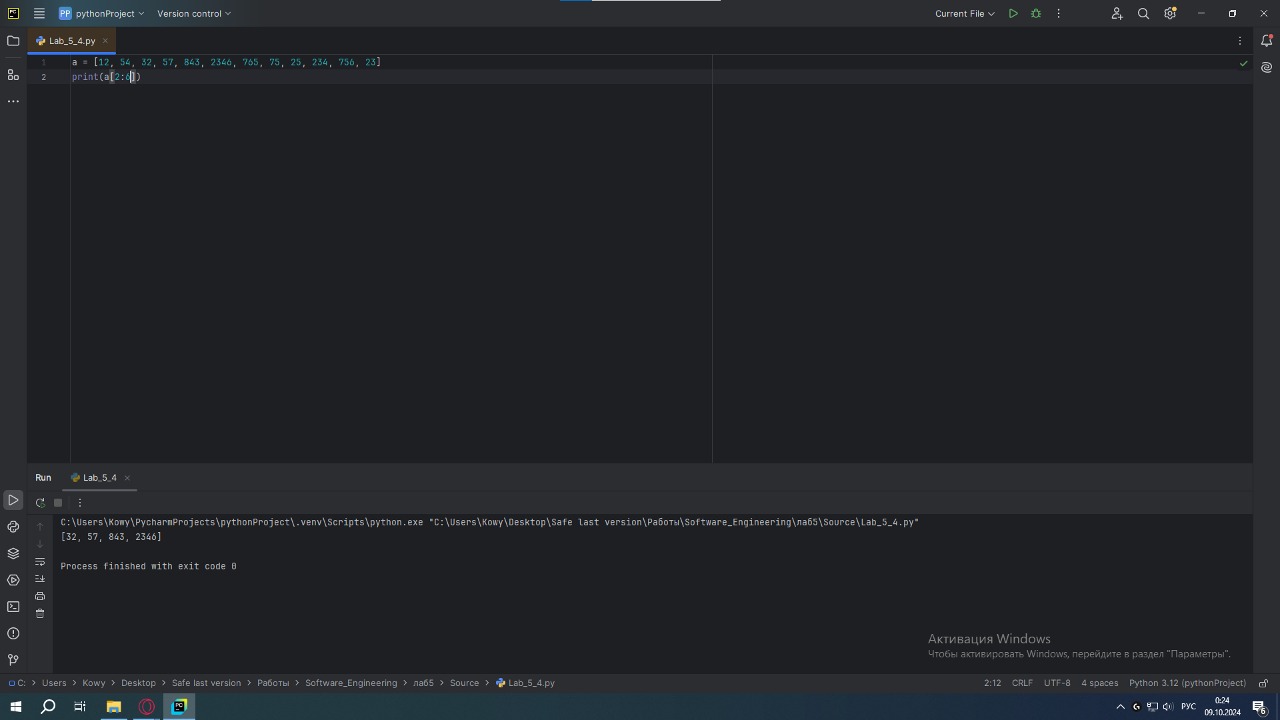 PC
PP pythonProject
Version control
Current File
Lab_5_4.py
1 a = [12, 54, 32, 57, 843, 2346, 765, 75, 25, 234, 756, 23]
2 print(a[2:6])
Run
Lab_5_4
C:\Users\Kowy\PycharmProjects\pythonProject\.venv\Scripts\python.exe "C:\Users\Kowy\Desktop\Safe last version\Работы\Software_Engineering\лаб5\Source\Lab_5_4.py"
[32, 57, 843, 2346]
Process finished with exit code 0
Активация Windows
Чтобы активировать Windows, перейдите в раздел "Параметры".
C: > Users > Kowy > Desktop > Safe last version > Работы > Software_Engineering > лаб5 > Source > Lab_5_4.py
2:12 CRLF UTF-8 4 spaces Python 3.12 (pythonProject)
PC
РУС
0:24
09.10.2024